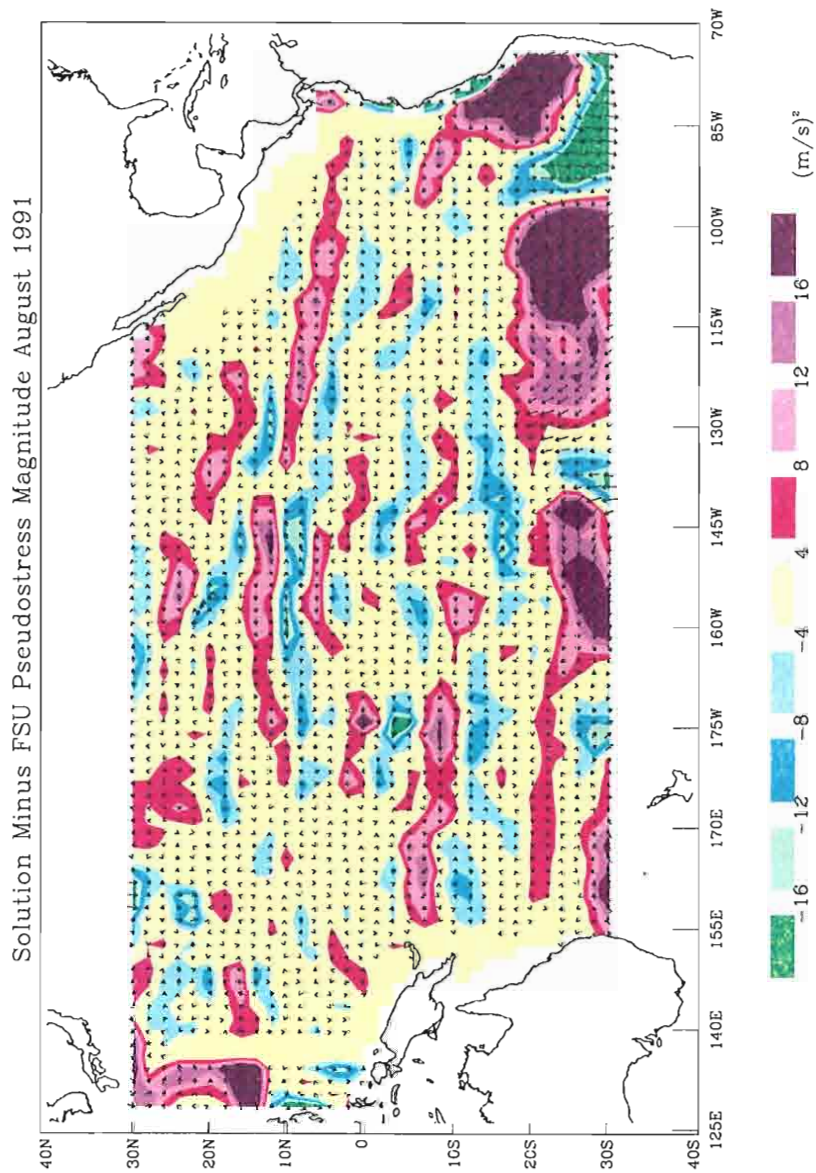 Solution Minus FSU Pseudostress Magnitude August 1991
40N
30N
20N
10N
0
10S
20S
30S
40S
125E
140E
155E
170E
175W
160W
145W
130W
115W
100W
85W
70W
-16
-12
-8
-4
4
8
12
16
(m/s)²